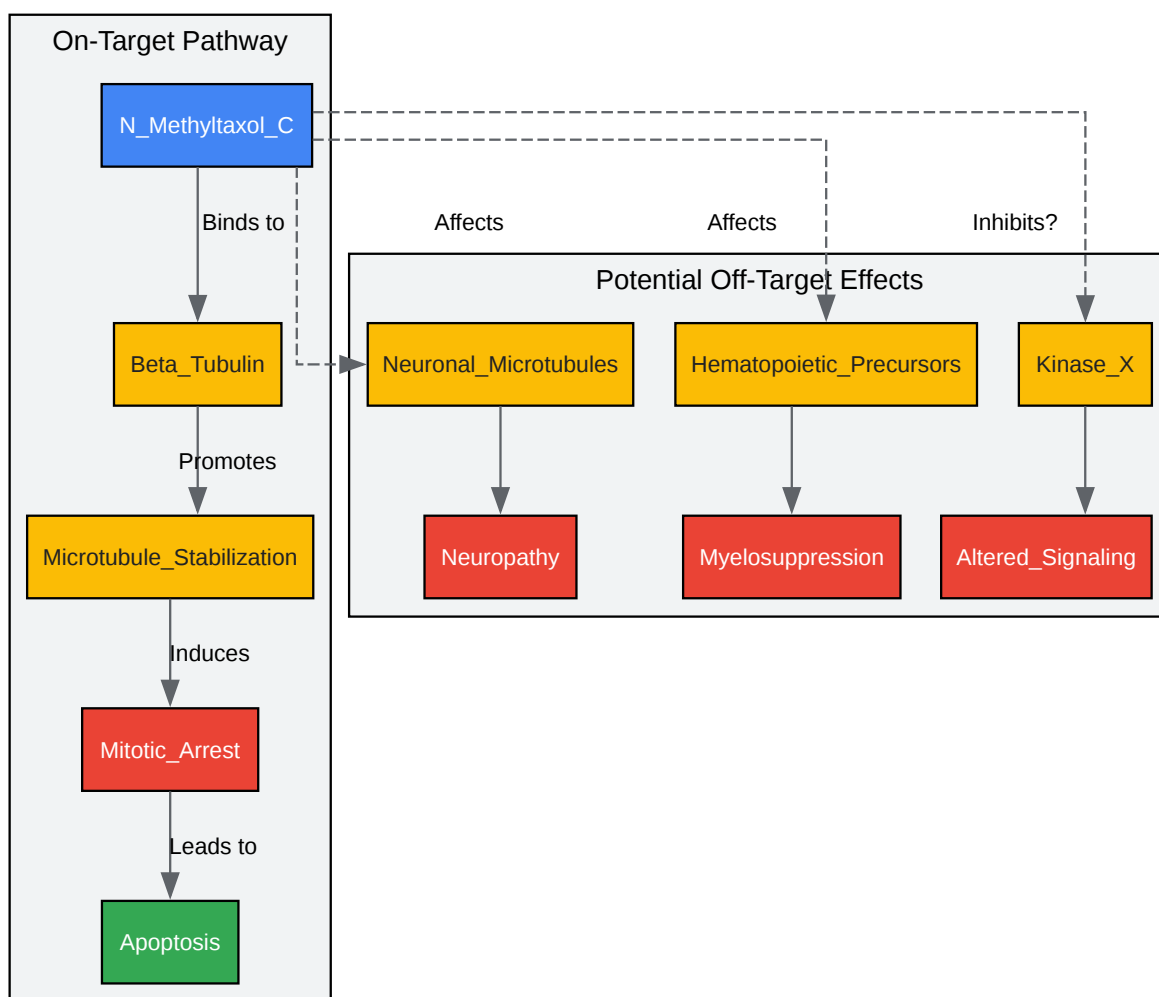 On-Target Pathway
N_Methyltaxol_C
Binds to
Affects
Affects
Inhibits?
Potential Off-Target Effects
Beta_Tubulin
Neuronal_Microtubules
Hematopoietic_Precursors
Kinase_X
Promotes
Microtubule_Stabilization
Neuropathy
Myelosuppression
Altered_Signaling
Induces
Mitotic_Arrest
Leads to
Apoptosis